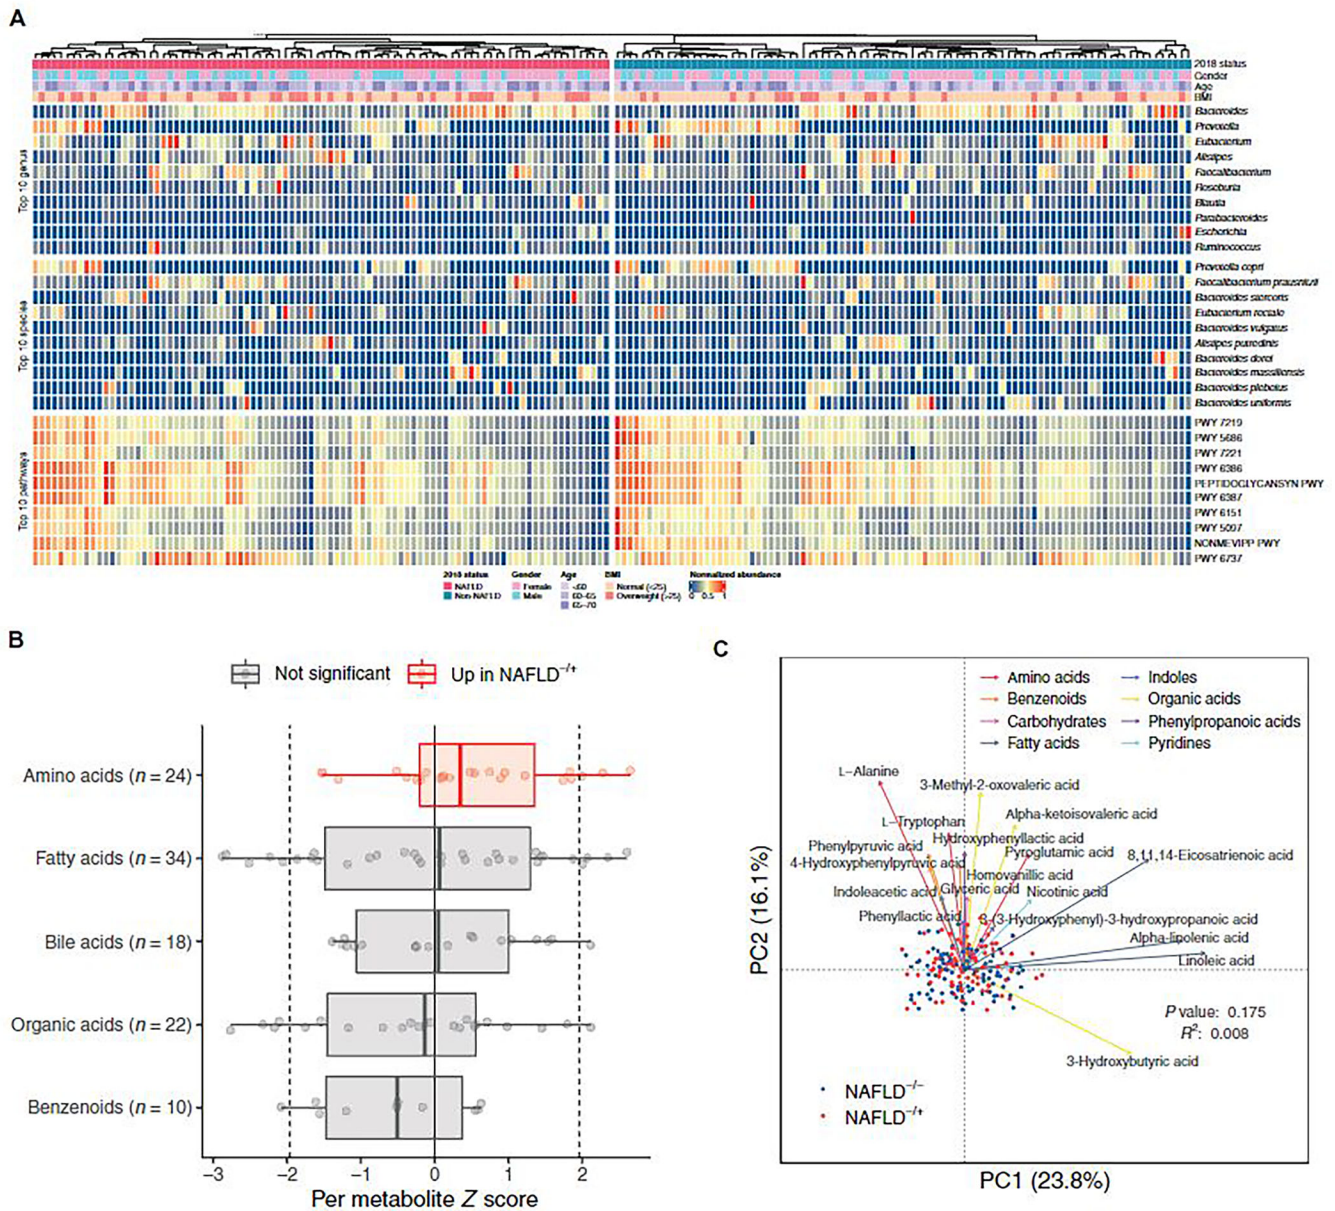 A
2018 status
Gender
Age
BMI
Top 10 genus
Bacteroides
Prevotella
Eubacterium
Alistipes
Faecalibacterium
Roseburia
Blautia
Parabacteroides
Escherichia
Ruminococcus
Top 10 species
Prevotella copri
Faecalibacterium prausnitzii
Bacteroides stercoris
Eubacterium rectale
Bacteroides vulgatus
Alistipes putredinis
Bacteroides dorei
Bacteroides massiliensis
Bacteroides plebeius
Bacteroides uniformis
Top 10 pathways
PWY 7219
PWY 5686
PWY 7221
PWY 6386
PEPTIDOGLYCANSYN PWY
PWY 6387
PWY 6151
PWY 5097
NONMEVIPP PWY
PWY 6737
2018 status
NAFLD
Non-NAFLD
Gender
Female
Male
Age
<60
60–65
65–70
BMI
Normal (<25)
Overweight (>25)
Normalized abundance
0 0.5 1
B
Not significant
Up in NAFLD−/+
Amino acids (n = 24)
Fatty acids (n = 34)
Bile acids (n = 18)
Organic acids (n = 22)
Benzenoids (n = 10)
−3 −2 −1 0 1 2
Per metabolite Z score
C
Amino acids
Benzenoids
Carbohydrates
Fatty acids
Indoles
Organic acids
Phenylpropanoic acids
Pyridines
L−Alanine
3-Methyl-2-oxovaleric acid
Alpha-ketoisovaleric acid
L−Tryptophan
Hydroxyphenyllactic acid
Phenylpyruvic acid
Pyroglutamic acid
8,11,14-Eicosatrienoic acid
4-Hydroxyphenylpyruvic acid
Homovanillic acid
Indoleacetic acid
Glyceric acid
Nicotinic acid
Phenyllactic acid
3-(3-Hydroxyphenyl)-3-hydroxypropanoic acid
Alpha-linolenic acid
Linoleic acid
P value: 0.175
R2: 0.008
3-Hydroxybutyric acid
NAFLD−/−
NAFLD−/+
PC2 (16.1%)
PC1 (23.8%)